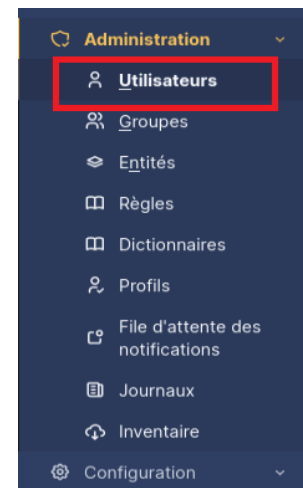 Administration
Utilisateurs
Groupes
Entités
Règles
Dictionnaires
Profils
File d'attente des
notifications
Journaux
Inventaire
Configuration